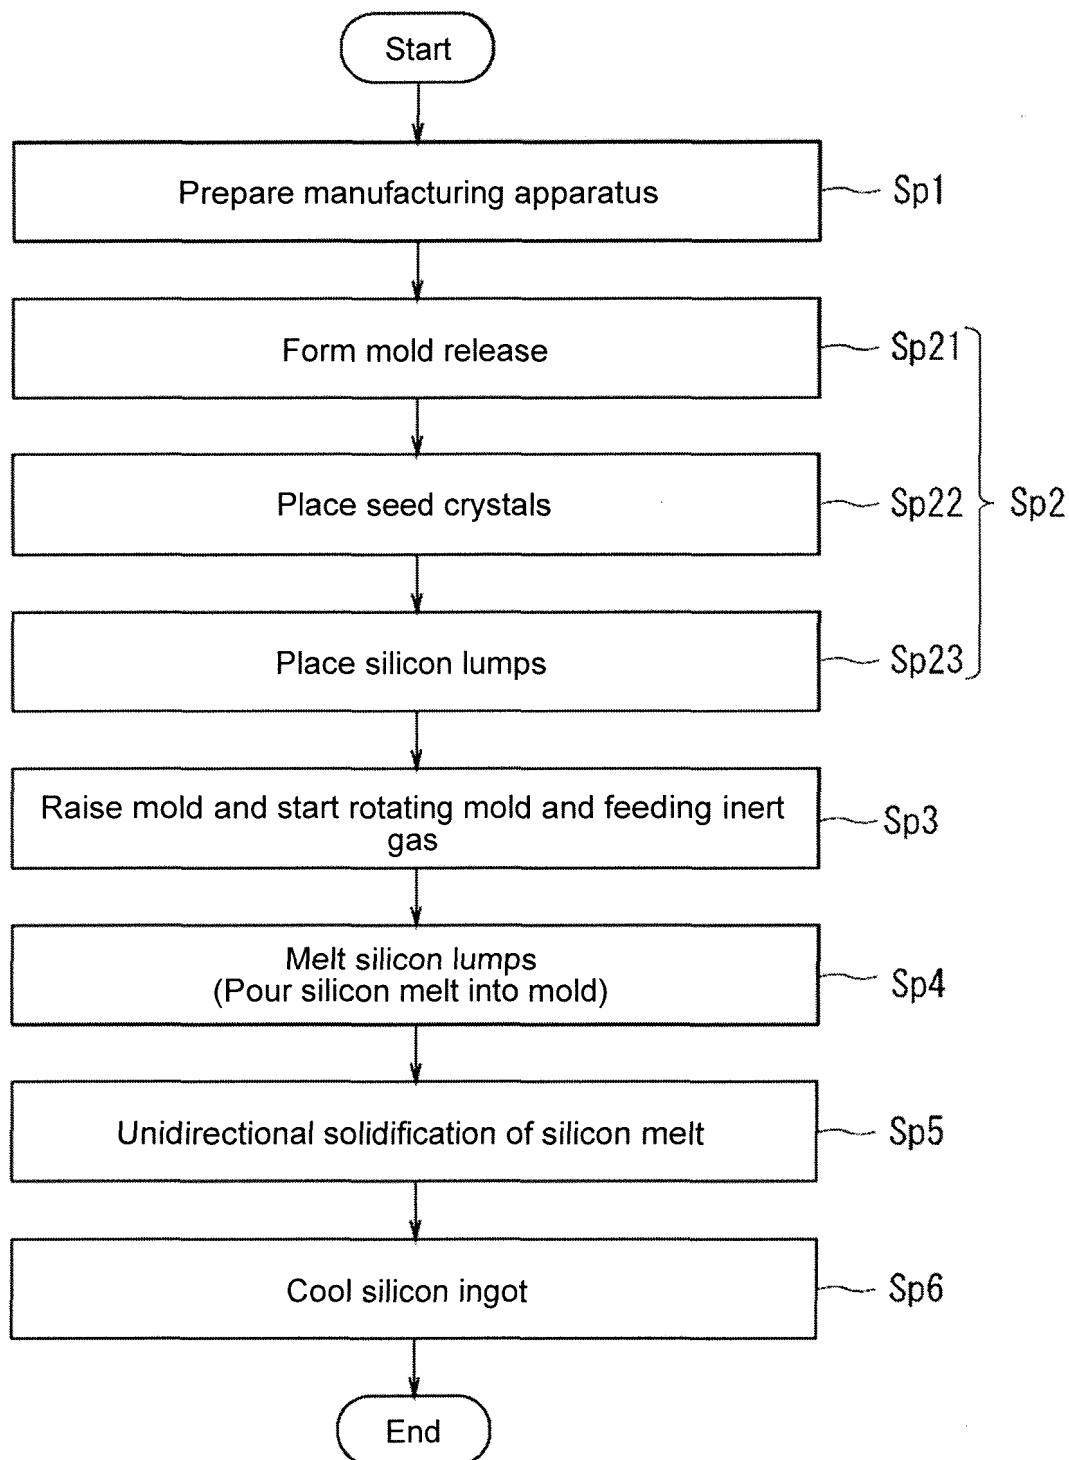 Start
Prepare manufacturing apparatus
Sp1
Form mold release
Sp21
Place seed crystals
Sp22
Sp2
Place silicon lumps
Sp23
Raise mold and start rotating mold and feeding inert
gas
Sp3
Melt silicon lumps
(Pour silicon melt into mold)
Sp4
Unidirectional solidification of silicon melt
Sp5
Cool silicon ingot
Sp6
End